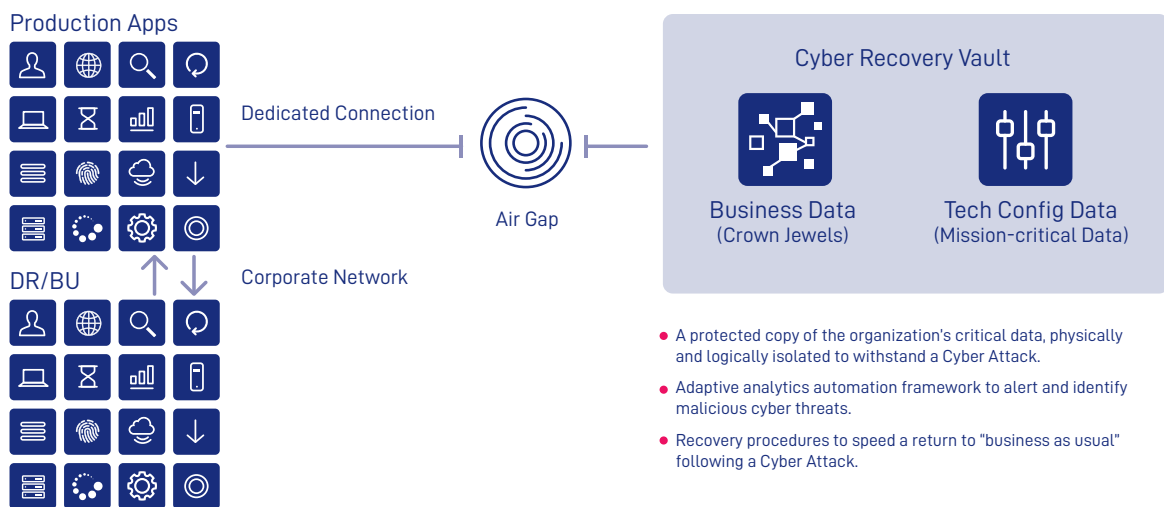 Production Apps
Dedicated Connection
Air Gap
DR/BU
Corporate Network
Cyber Recovery Vault
Business Data
(Crown Jewels)
Tech Config Data
(Mission-critical Data)
A protected copy of the organization's critical data, physically
and logically isolated to withstand a Cyber Attack.
Adaptive analytics automation framework to alert and identify
malicious cyber threats.
Recovery procedures to speed a return to "business as usual"
following a Cyber Attack.